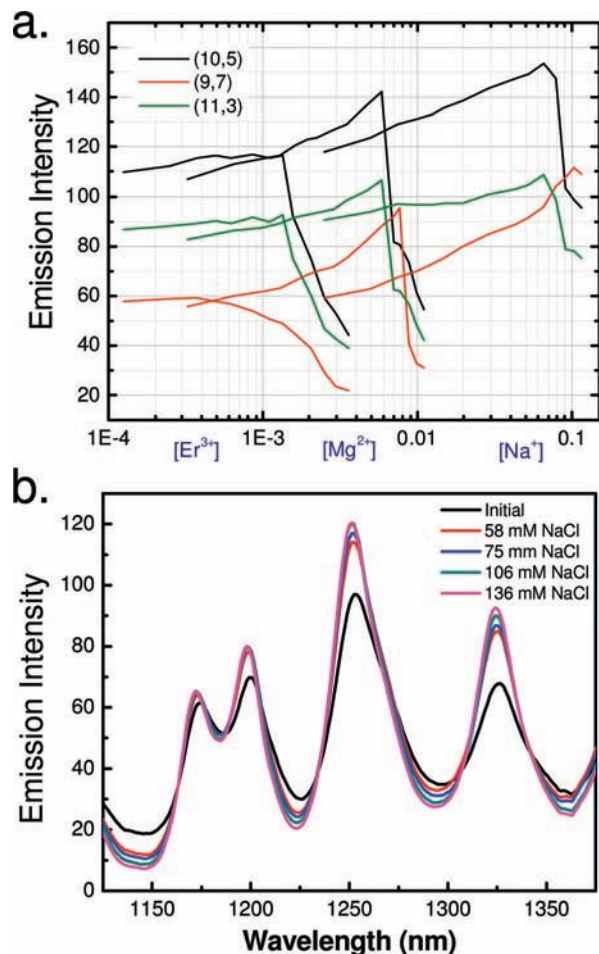 a.
160
140
120
100
80
60
40
20
Emission Intensity
(10,5)
(9,7)
(11,3)
1E-4 1E-3 0.01 0.1
[Er³⁺] [Mg²⁺] [Na⁺]
b.
120
100
80
60
40
20
0
Emission Intensity
Initial
58 mM NaCl
75 mm NaCl
106 mM NaCl
136 mM NaCl
1150 1200 1250 1300 1350
Wavelength (nm)